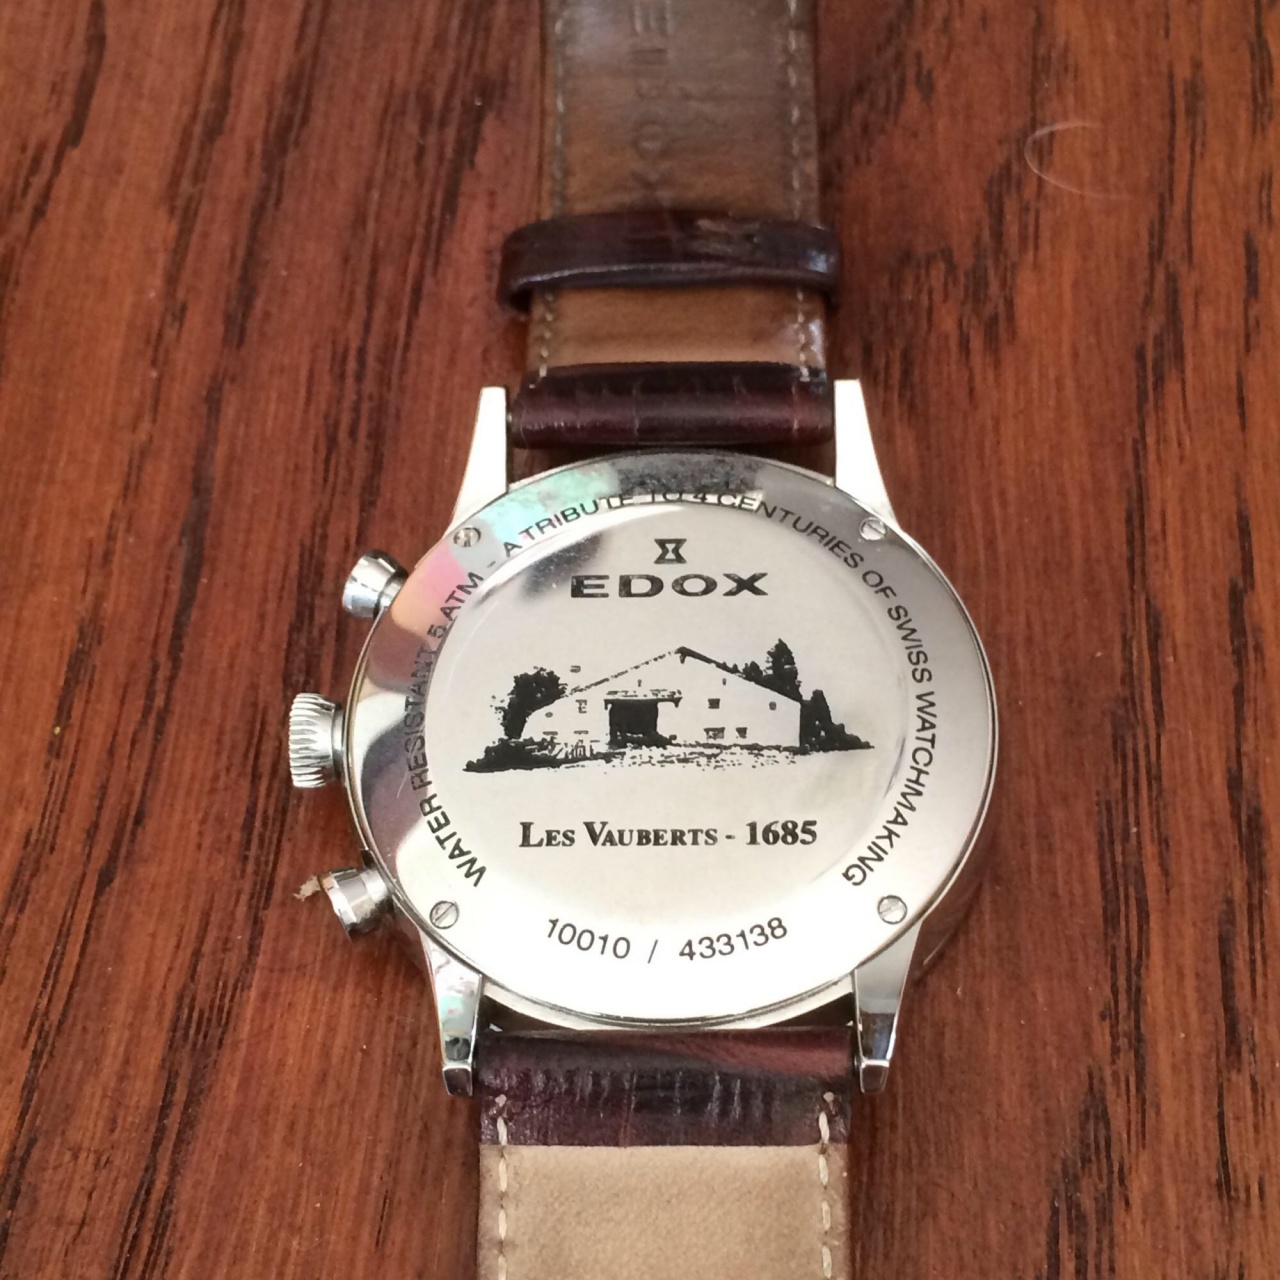 WATER RESISTANT 5 ATM - A TRIBUTE TO 4 CENTURIES OF SWISS WATCHMAKING
EDOX
LES VAUBERTS - 1685
10010 / 433138